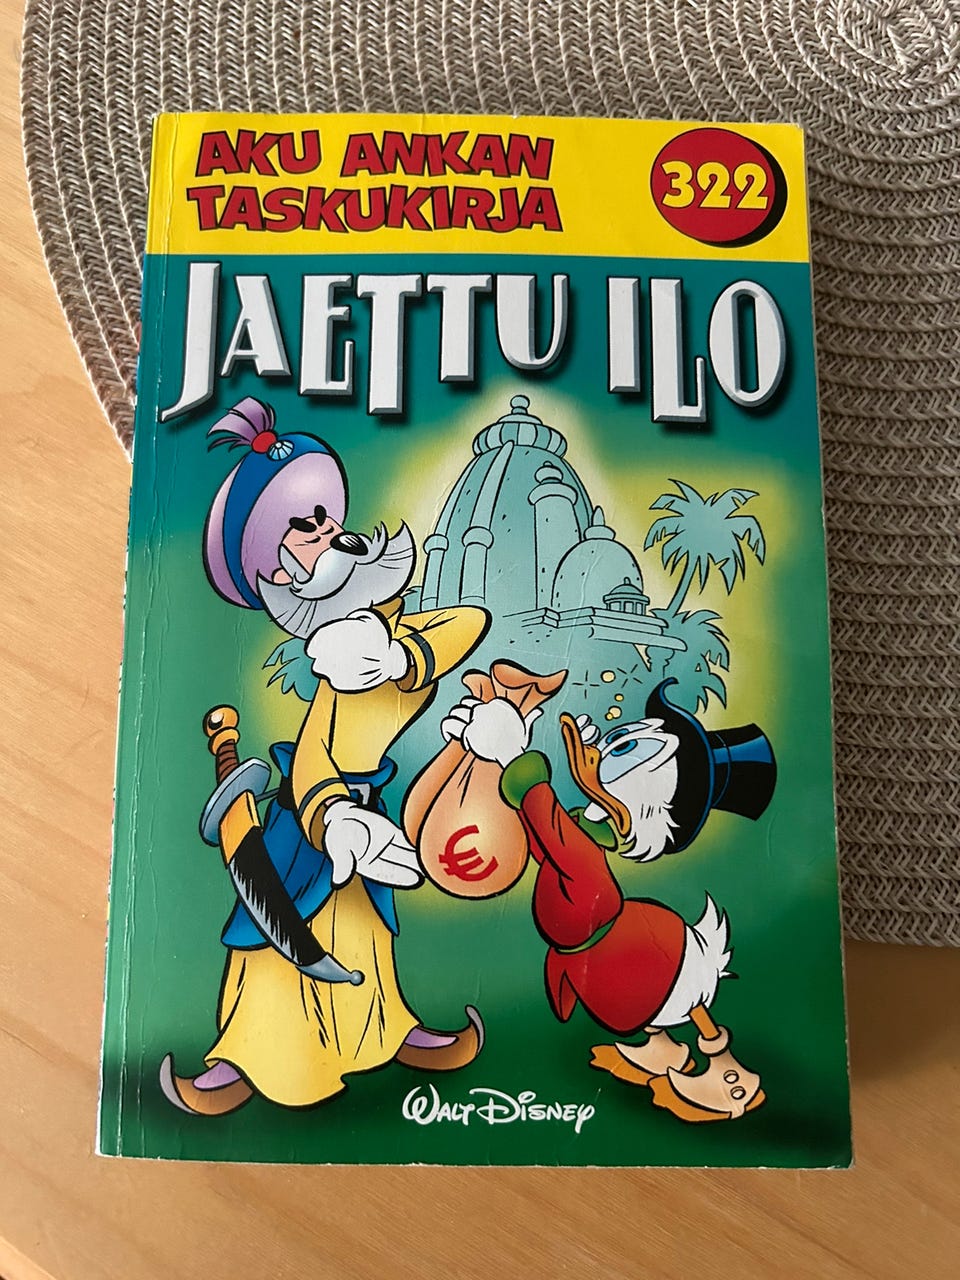 AKU ANKAN
TASKUKIRJA
322
JAETTU ILO
€
WALT DISNEY